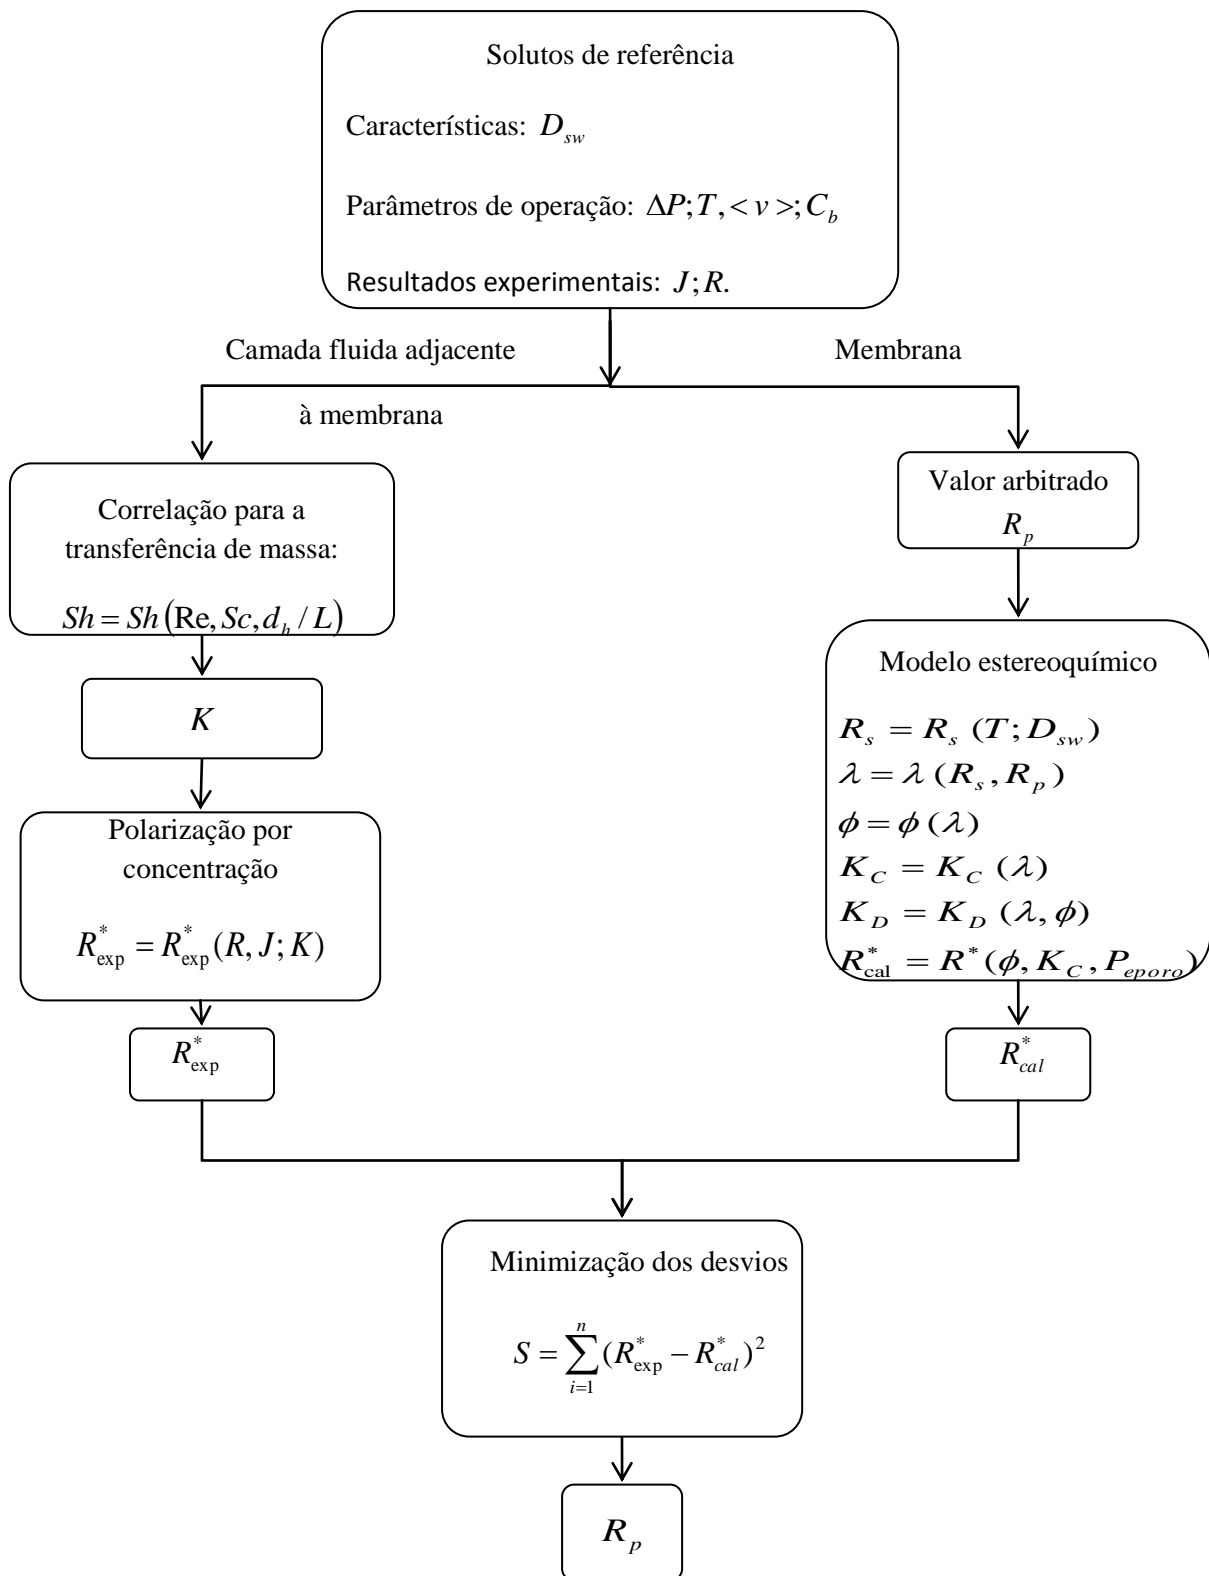 Solutos de referência
Características: D_sw
Parâmetros de operação: ΔP; T, < v >; C_b
Resultados experimentais: J; R.
Camada fluida adjacente
à membrana
Membrana
Correlação para a
transferência de massa:
Sh = Sh(Re, Sc, d_h / L)
K
Polarização por
concentração
R*_exp = R*_exp(R, J; K)
R*_exp
Valor arbitrado
R_p
Modelo estereoquímico
R_s = R_s (T; D_sw)
λ = λ (R_s, R_p)
ϕ = ϕ (λ)
K_C = K_C (λ)
K_D = K_D (λ, ϕ)
R*_cal = R*(ϕ, K_C, P_eporo)
R*_cal
Minimização dos desvios
S = ∑_{i=1}^{n} (R*_exp − R*_cal)^2
R_p